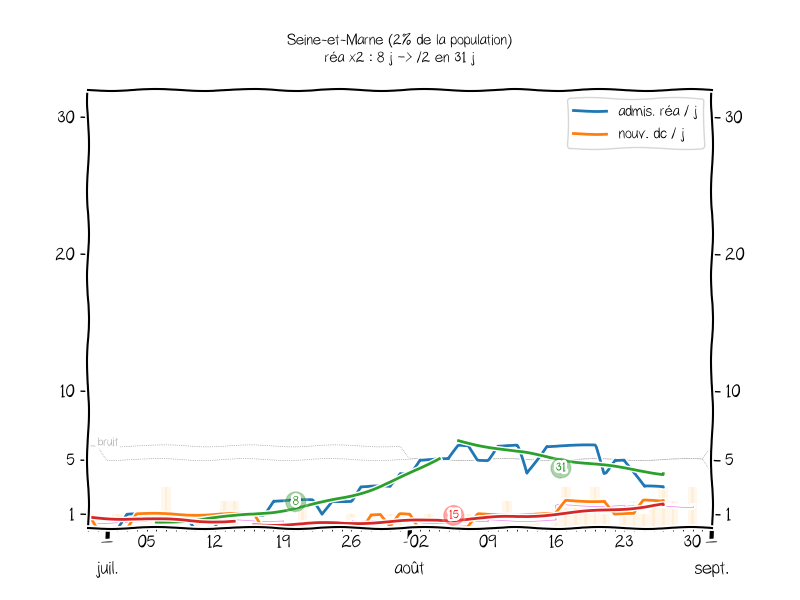 Seine-et-Marne (2% de la population)
réa x2 : 8 j -> /2 en 31 j
admis. réa / j
nouv. dc / j
30
30
20
20
10
10
bruit
5
5
31
8
15
1
1
05 12 19 26 02 09 16 23 30
juil. août sept.